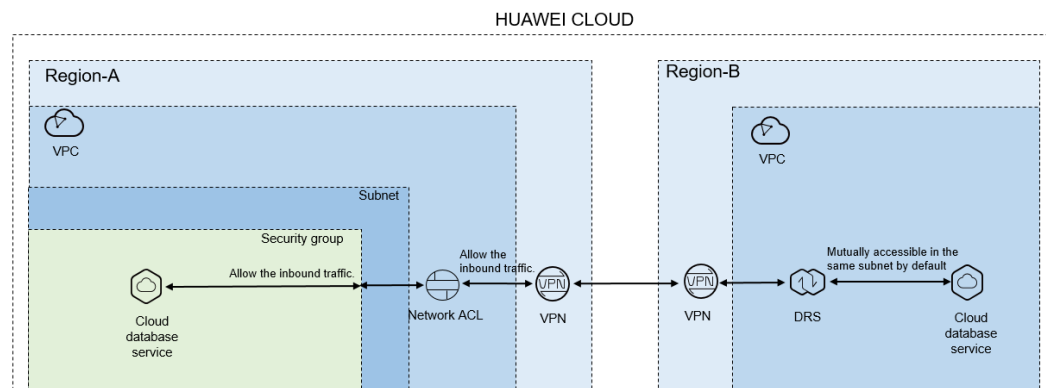 HUAWEI CLOUD
Region-A
Region-B
VPC
VPC
Subnet
Security group
Allow the inbound traffic.
Allow the
inbound traffic.
Mutually accessible in the
same subnet by default
Cloud
database
service
Network ACL
VPN
VPN
VPN
VPN
DRS
Cloud
database
service